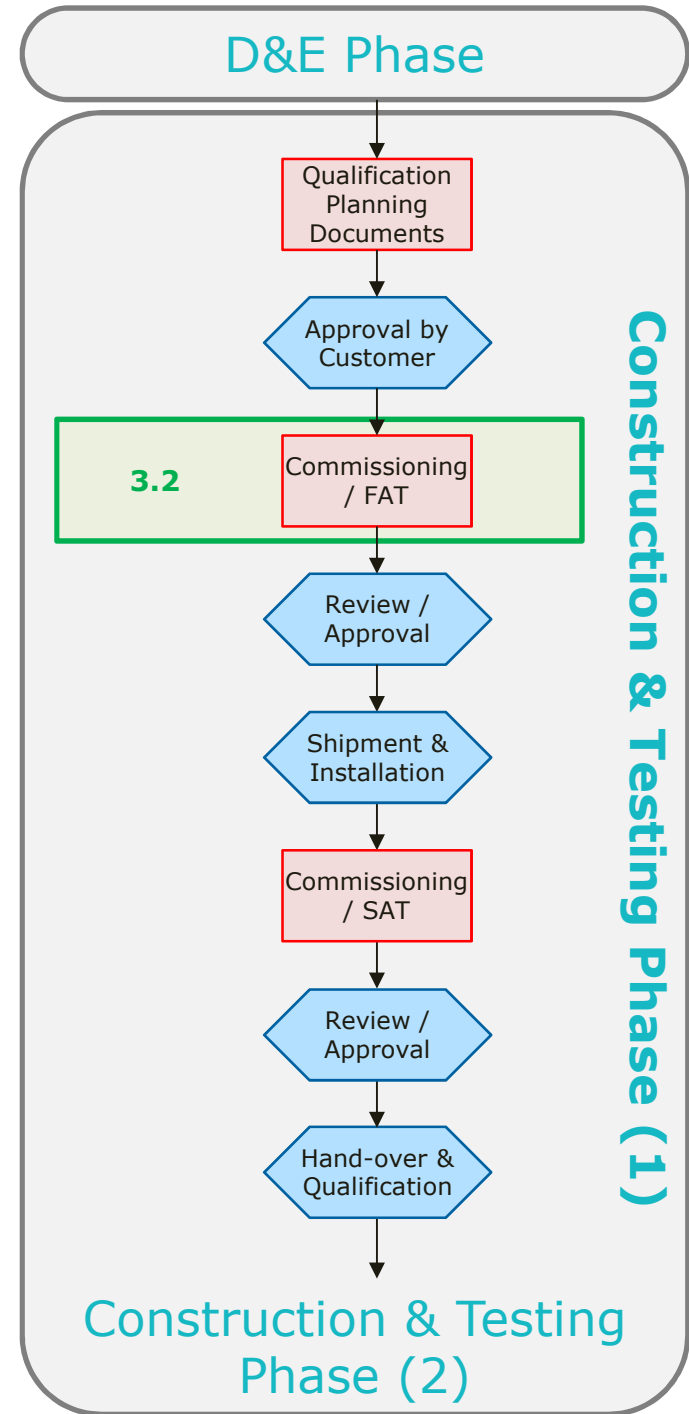 D&E Phase
Qualification
Planning
Documents
Approval by
Customer
3.2
Commissioning
/ FAT
Review /
Approval
Shipment &
Installation
Commissioning
/ SAT
Review /
Approval
Hand-over &
Qualification
Construction & Testing Phase (1)
Construction & Testing
Phase (2)